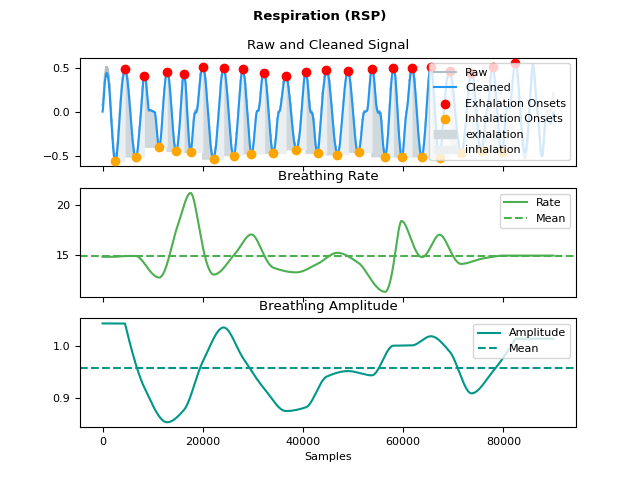 Respiration (RSP)
Raw and Cleaned Signal
0.5
0.0
−0.5
Raw
Cleaned
Exhalation Onsets
Inhalation Onsets
exhalation
inhalation
Breathing Rate
20
15
Rate
Mean
Breathing Amplitude
1.0
0.9
Amplitude
Mean
0
20000
40000
60000
80000
Samples